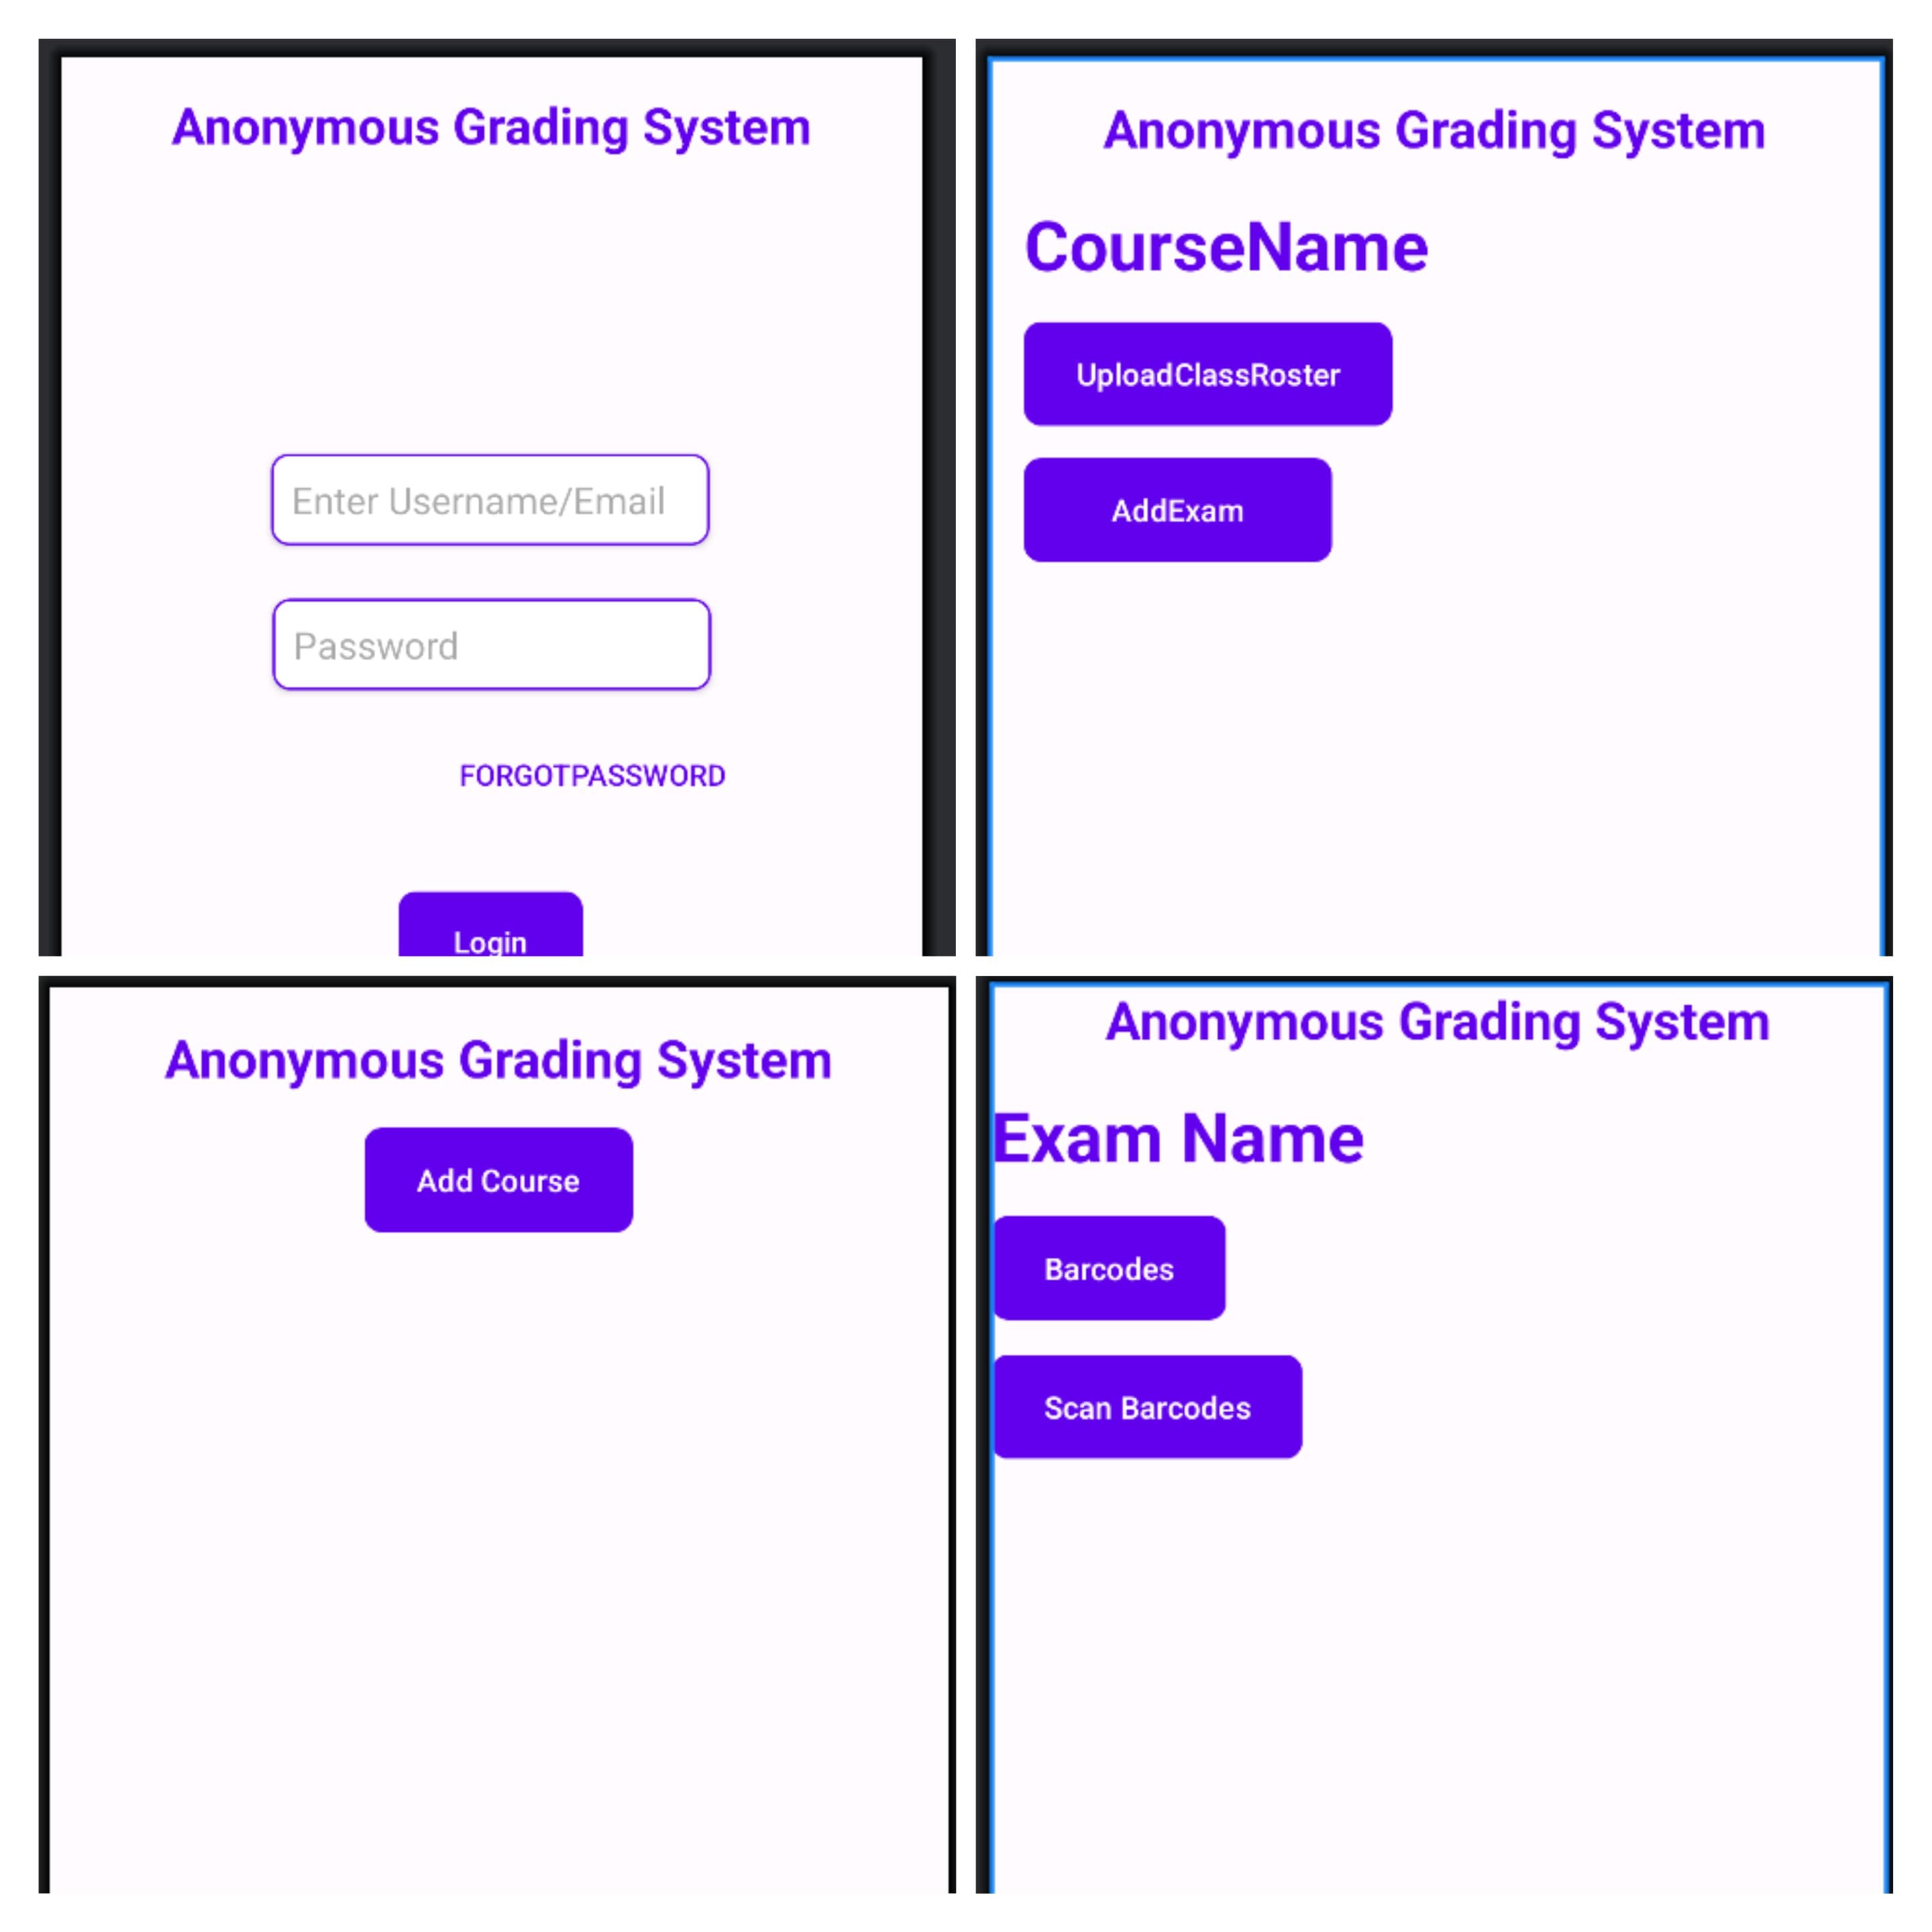 Anonymous Grading System
Enter Username/Email
Password
FORGOTPASSWORD
Login
Anonymous Grading System
CourseName
UploadClassRoster
AddExam
Anonymous Grading System
Add Course
Anonymous Grading System
Exam Name
Barcodes
Scan Barcodes